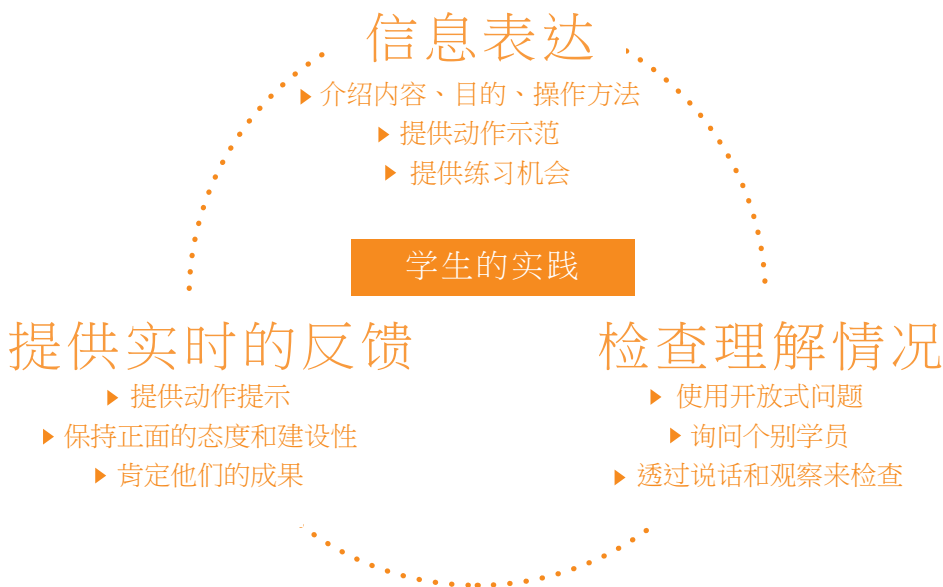 信息表达
▶ 介绍内容、目的、操作方法
▶ 提供动作示范
▶ 提供练习机会
学生的实践
提供实时的反馈
▶ 提供动作提示
▶ 保持正面的态度和建设性
▶ 肯定他们的成果
检查理解情况
▶ 使用开放式问题
▶ 询问个别学员
▶ 透过说话和观察来检查